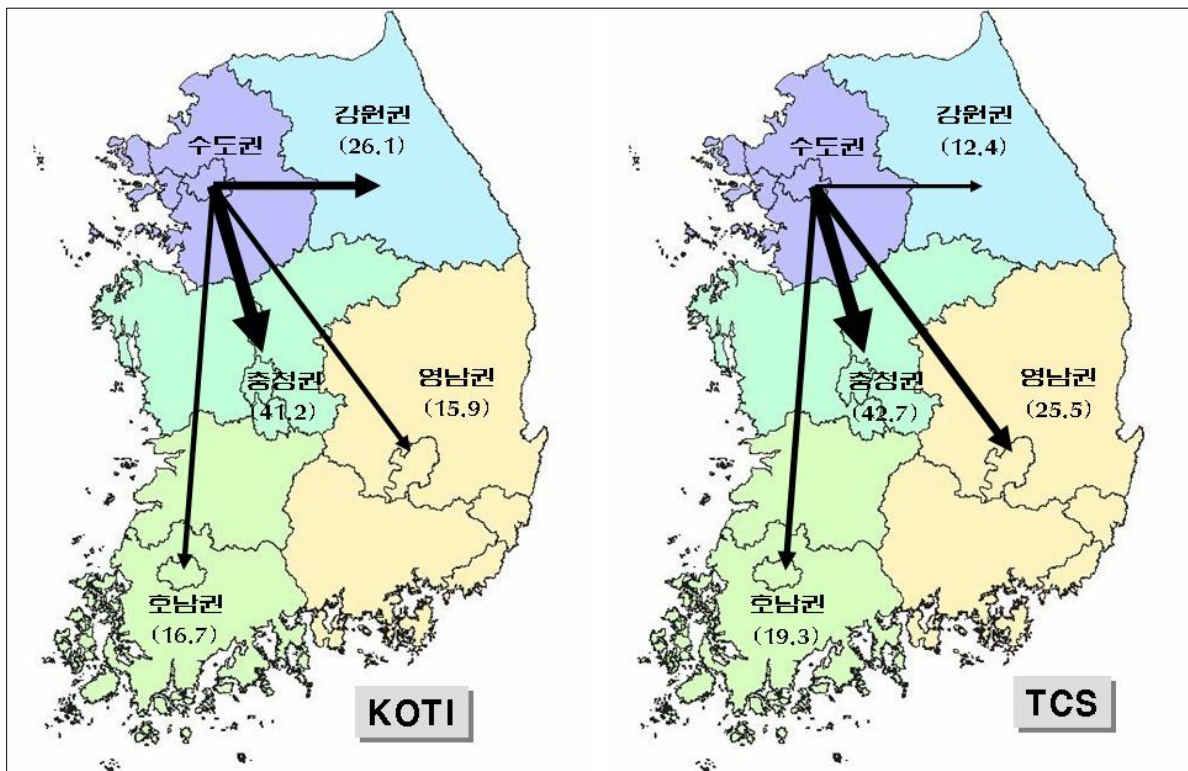 강원권
(26.1)
수도권
충청권
(41.2)
영남권
(15.9)
호남권
(16.7)
KOTI
강원권
(12.4)
수도권
충청권
(42.7)
영남권
(25.5)
호남권
(19.3)
TCS